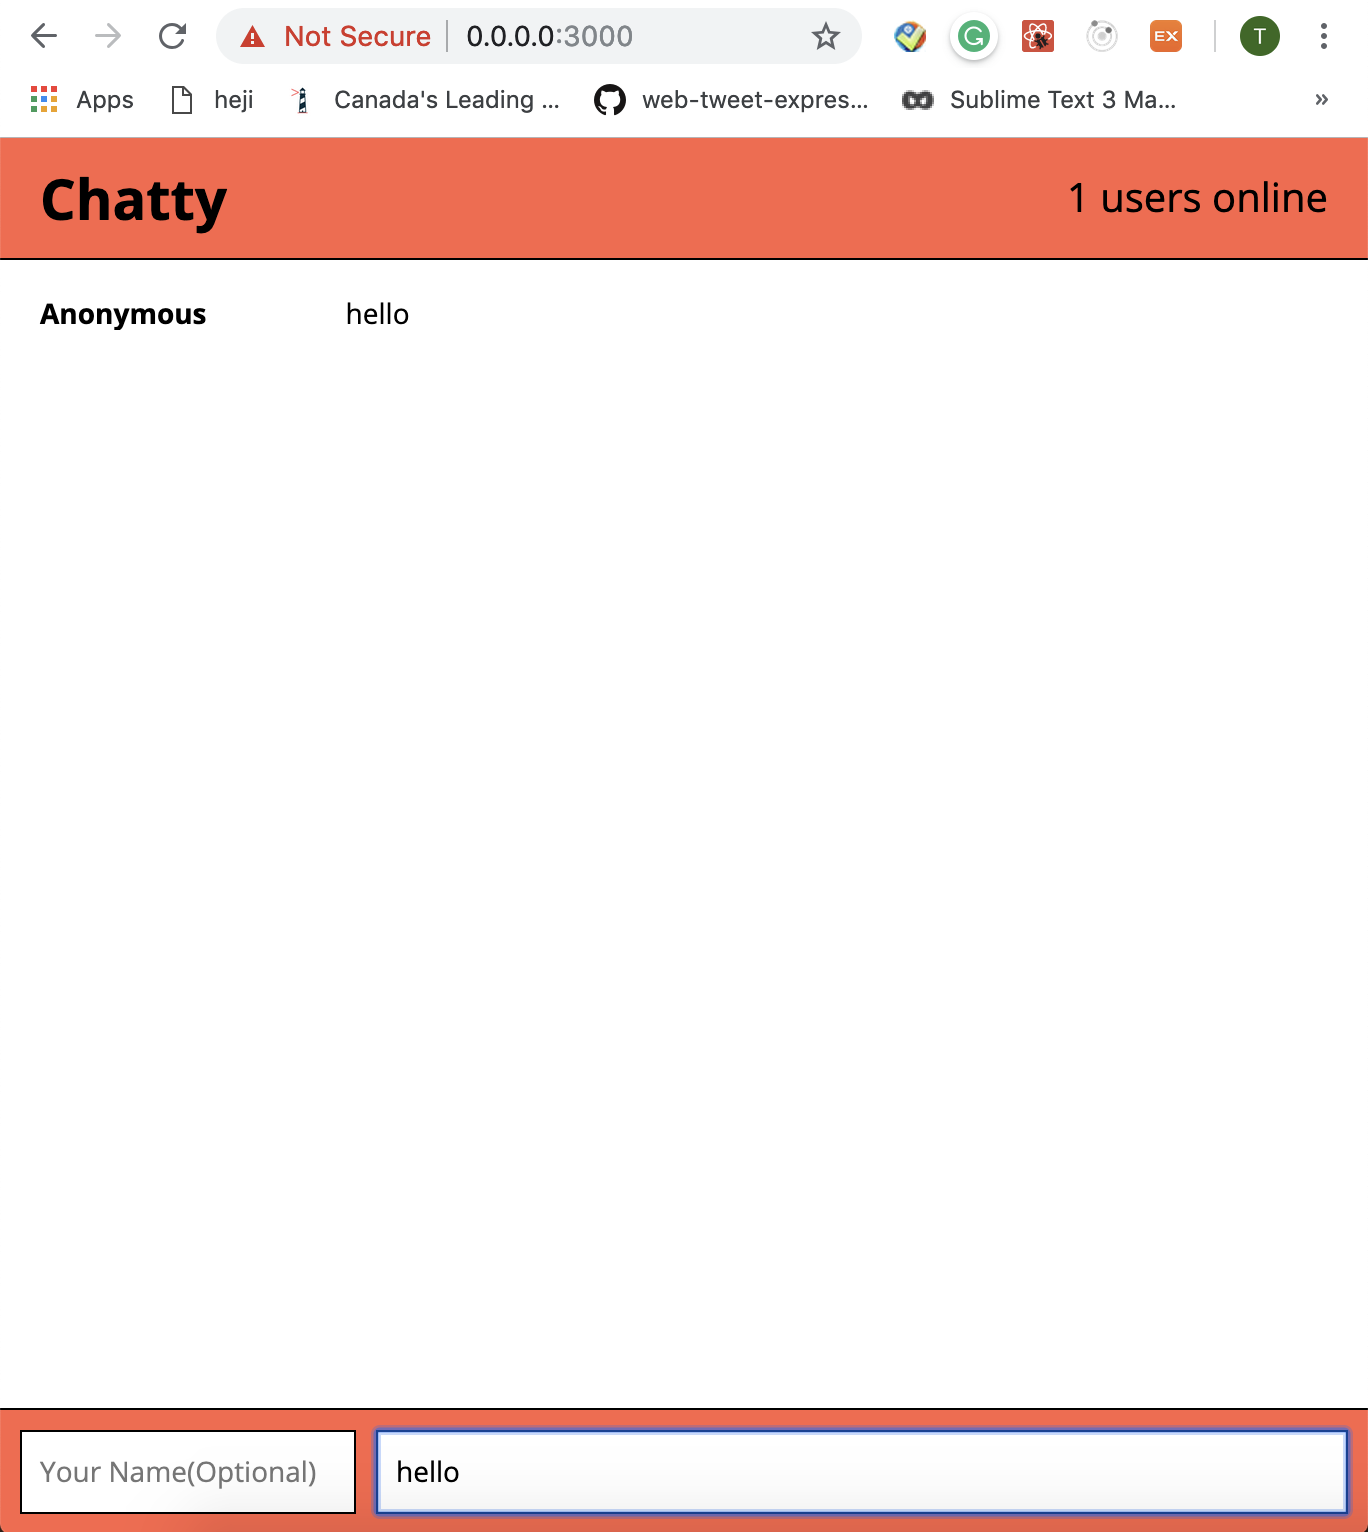 Not Secure 0.0.0.0:3000 EX T
Apps heji Canada's Leading ... web-tweet-expres... Sublime Text 3 Ma... »
Chatty 1 users online
Anonymous hello
Your Name(Optional) hello